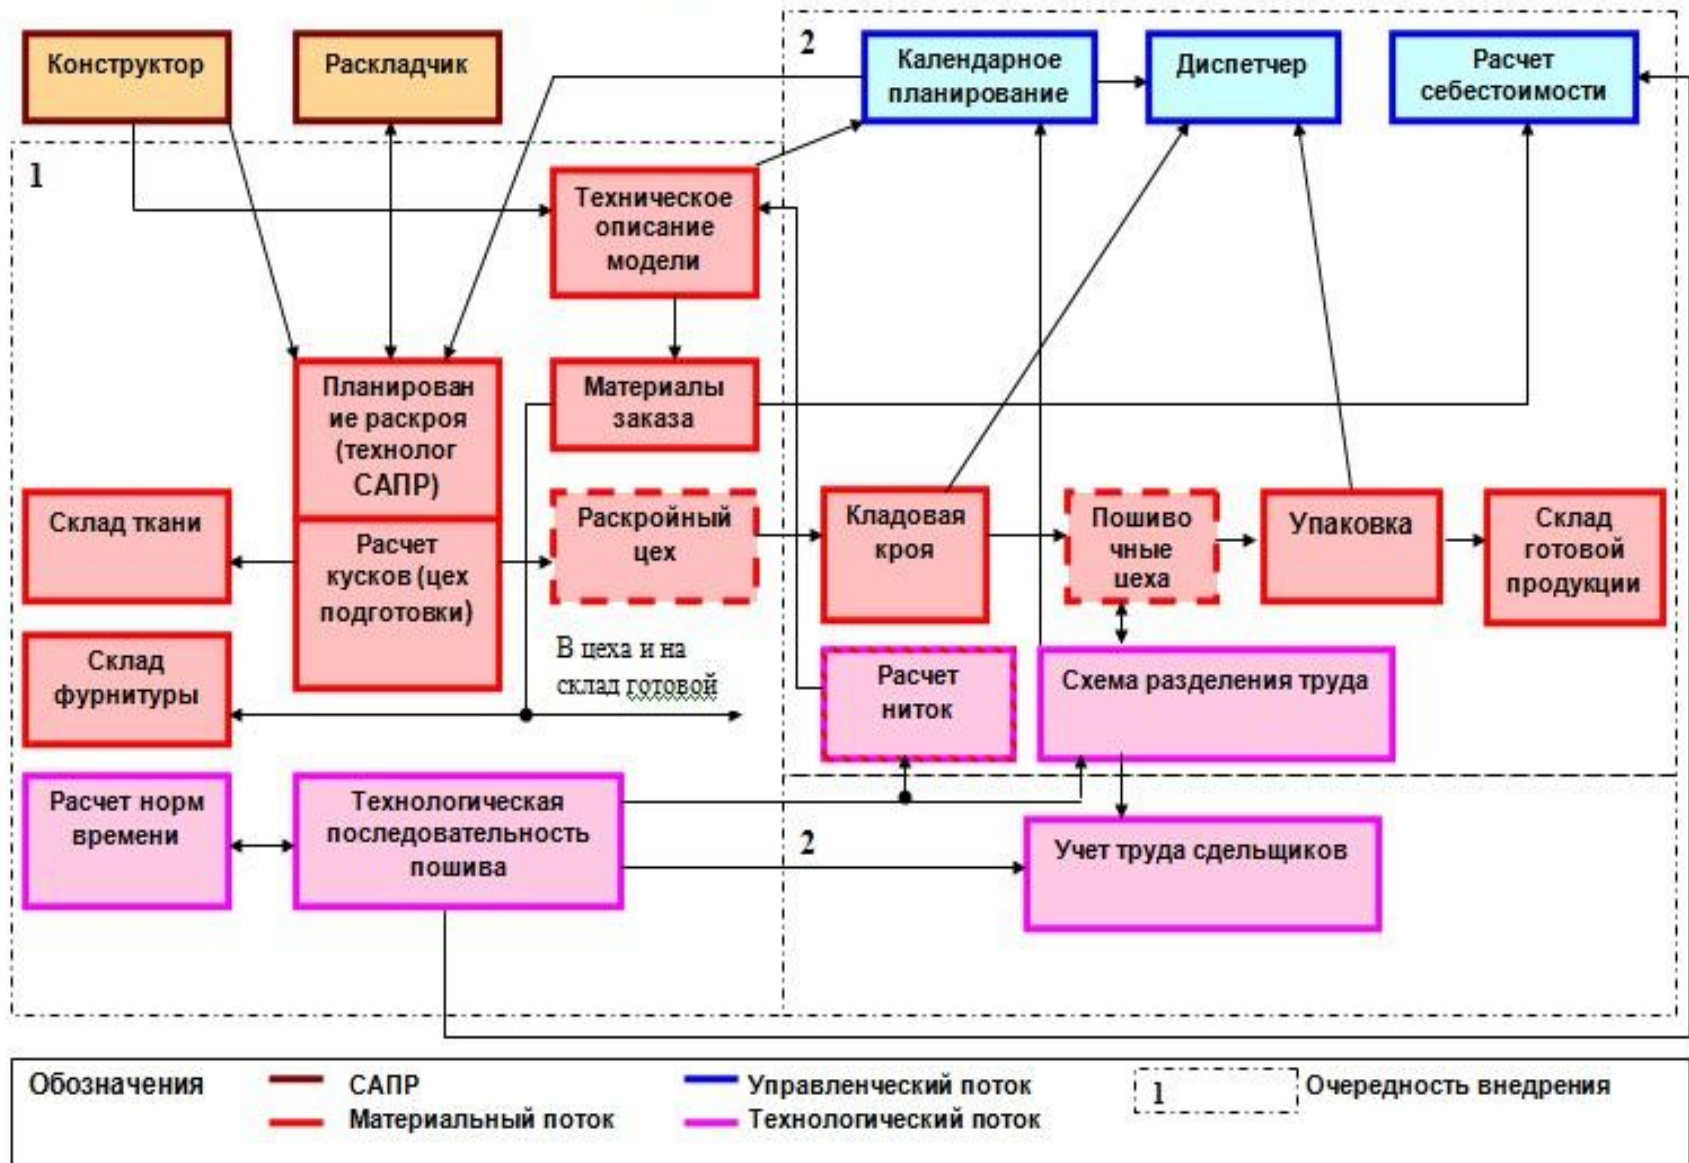 Конструктор
Раскладчик
2
Календарное
планирование
Диспетчер
Расчет
себестоимости
1
Техническое
описание
модели
Планирован
ие раскроя
(технолог
САПР)
Материалы
заказа
Склад ткани
Расчет
кусков (цех
подготовки)
Раскройный
цех
Кладовая
кроя
Пошиво
чные
цеха
Упаковка
Склад
готовой
продукции
Склад
фурнитуры
В цеха и на
склад готовой
Расчет
ниток
Схема разделения труда
Расчет норм
времени
Технологическая
последовательность
пошива
2
Учет труда сдельщиков
Обозначения
САПР
Материальный поток
Управленческий поток
Технологический поток
1
Очередность внедрения